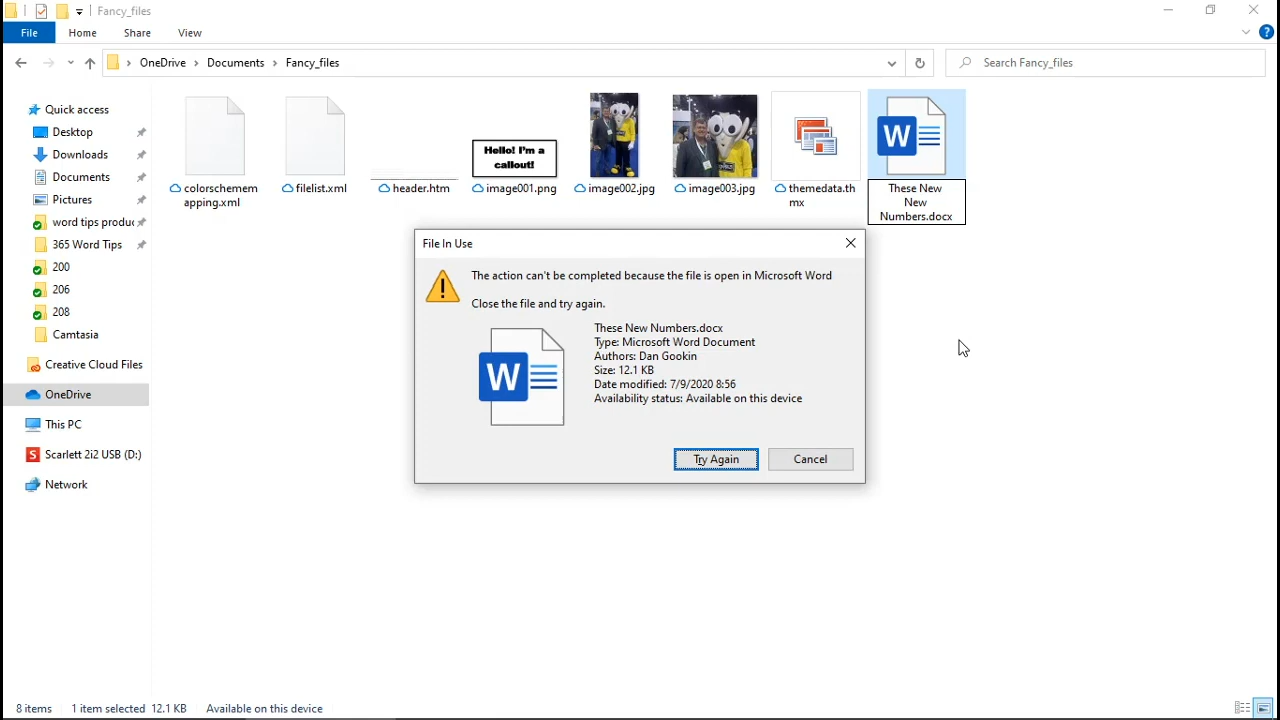 Fancy_files
File Home Share View
OneDrive Documents Fancy_files
Search Fancy_files
Quick access
Desktop
Downloads
Documents
Pictures
word tips produc
365 Word Tips
200
206
208
Camtasia
Creative Cloud Files
OneDrive
This PC
S Scarlett 2i2 USB (D:)
Network
Hello! I'm a
callout!
W
colorschemem
apping.xml
filelist.xml
header.htm
image001.png
image002.jpg
image003.jpg
themedata.th
mx
These New
New
Numbers.docx
File In Use
The action can't be completed because the file is open in Microsoft Word
Close the file and try again.
W
These New Numbers.docx
Type: Microsoft Word Document
Authors: Dan Gookin
Size: 12.1 KB
Date modified: 7/9/2020 8:56
Availability status: Available on this device
Try Again Cancel
8 items 1 item selected 12.1 KB Available on this device